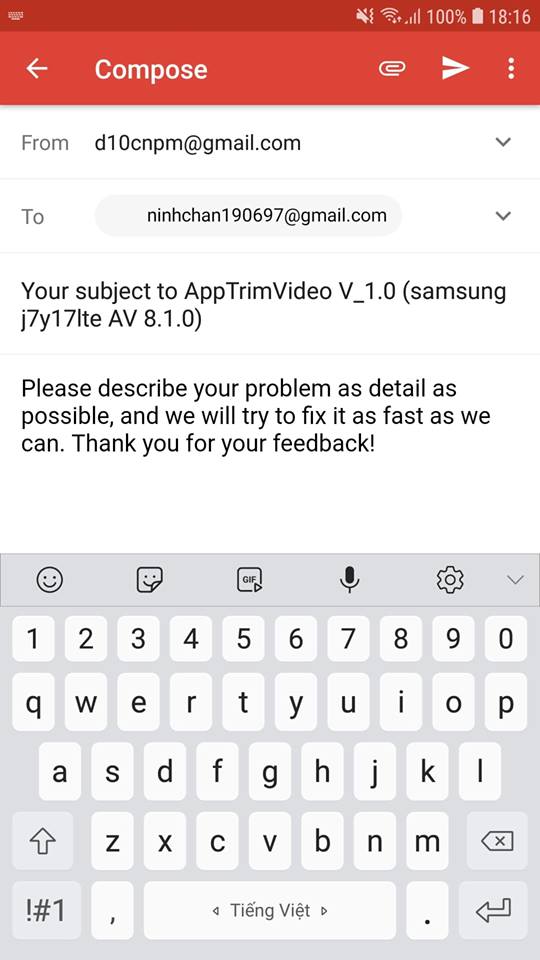 100% 18:16
Compose
From d10cnpm@gmail.com
To ninhchan190697@gmail.com
Your subject to AppTrimVideo V_1.0 (samsung
j7y17lte AV 8.1.0)
Please describe your problem as detail as
possible, and we will try to fix it as fast as we
can. Thank you for your feedback!
GIF
1 2 3 4 5 6 7 8 9 0
q w e r t y u i o p
a s d f g h j k l
z x c v b n m
!#1 , Tiếng Việt .